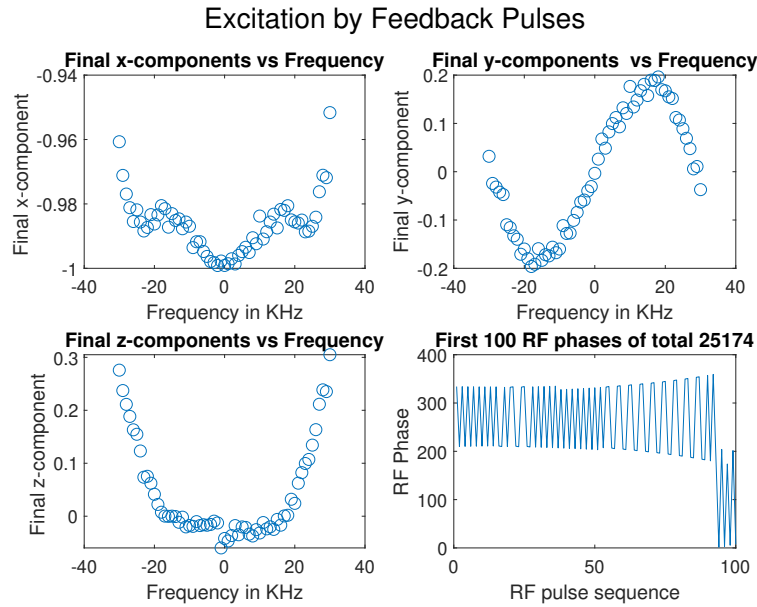 Excitation by Feedback Pulses
Final x-components vs Frequency
-0.94
-0.96
-0.98
-1
Final x-component
-40
-20
0
20
40
Frequency in KHz
Final y-components  vs Frequency
0.2
0.1
0
-0.1
-0.2
Final y-component
-40
-20
0
20
40
Frequency in KHz
Final z-components vs Frequency
0.3
0.2
0.1
0
Final z-component
-40
-20
0
20
40
Frequency in KHz
First 100 RF phases of total 25174
400
300
200
100
0
RF Phase
0
50
100
RF pulse sequence